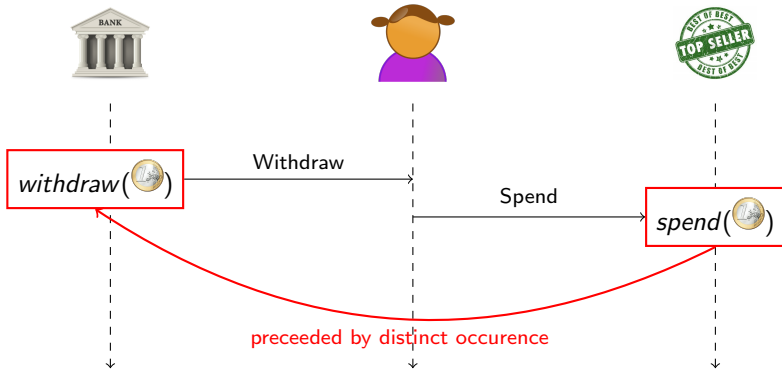 BANK
BEST OF BEST
TOP SELLER
BEST OF BEST
Withdraw
withdraw( )
Spend
spend( )
preceeded by distinct occurence